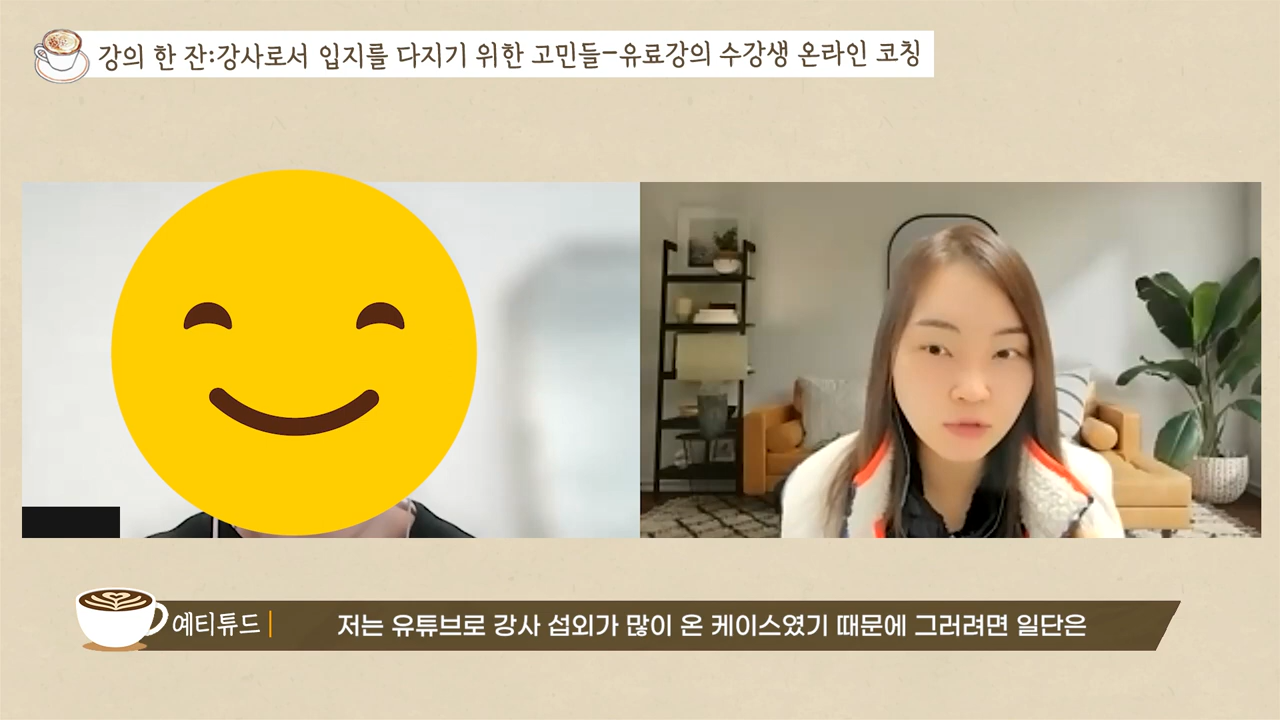 강의 한 잔:강사로서 입지를 다지기 위한 고민들-유료강의 수강생 온라인 코칭
예티튜드 저는 유튜브로 강사 섭외가 많이 온 케이스였기 때문에 그러려면 일단은